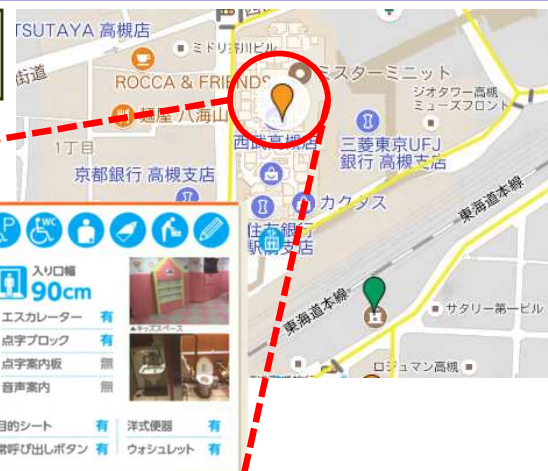 TSUTAYA 高槻店
ミドリ芥川ビル
街道
ROCCA & FRIENDS
ミスターミニット
ジオタワー高槻
ミューズフロント
麺屋 八海山
1丁目
西武高槻店
三菱東京UFJ
銀行 高槻支店
京都銀行 高槻支店
カクタス
住友銀行
駅前支店
東海道本線
東海道本線
サタリー第一ビル
ロジュマン高槻
P
WC
入り口幅
90cm
エスカレーター 有
点字ブロック 有
点字案内板 無
音声案内 無
▲キッズスペース
目的シート 有 洋式便器 有
常呼び出しボタン 有 ウォシュレット 有